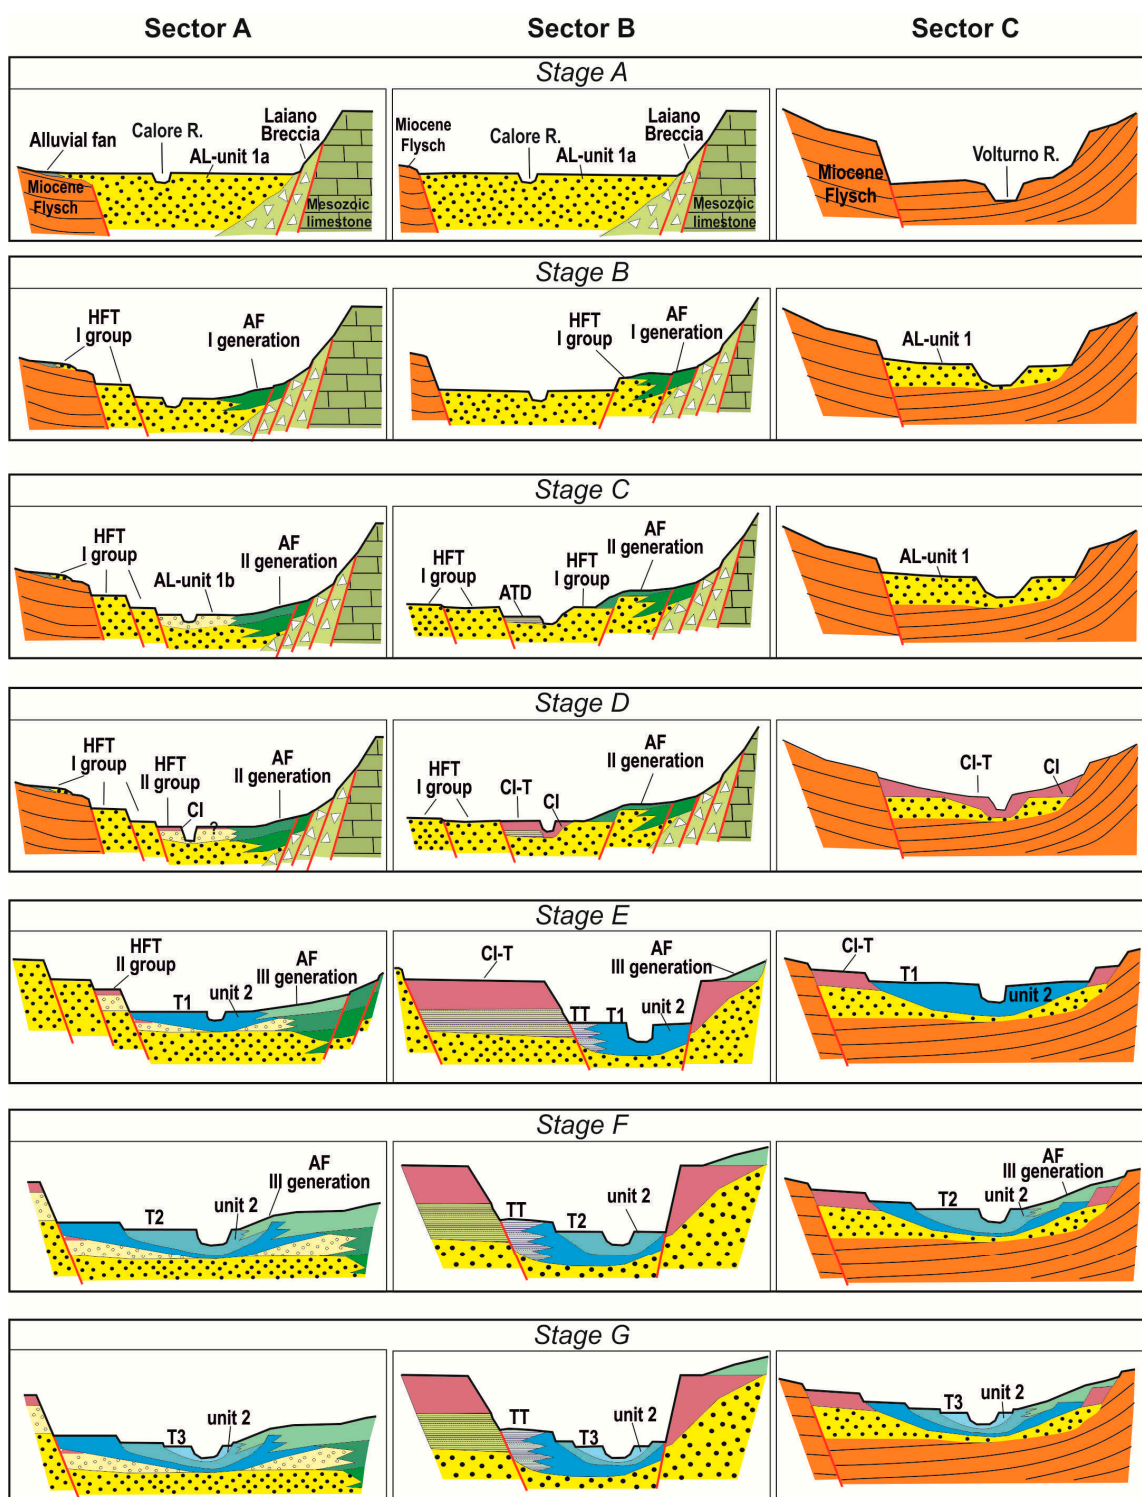 Sector A
Sector B
Sector C
Stage A
Alluvial fan
Calore R.
AL-unit 1a
Laiano
Breccia
Miocene
Flysch
Mesozoic
limestone
Miocene
Flysch
Calore R.
AL-unit 1a
Laiano
Breccia
Mesozoic
limestone
Miocene
Flysch
Volturno R.
Stage B
HFT
I group
AF
I generation
HFT
I group
AF
I generation
AL-unit 1
Stage C
HFT
I group
AL-unit 1b
AF
II generation
HFT
I group
ATD
HFT
I group
AF
II generation
AL-unit 1
Stage D
HFT
I group
HFT
II group
CI
?
AF
II generation
HFT
I group
CI-T
CI
AF
II generation
CI-T
CI
Stage E
HFT
II group
T1
unit 2
AF
III generation
CI-T
TT
T1
unit 2
AF
III generation
CI-T
T1
unit 2
Stage F
T2
unit 2
AF
III generation
TT
T2
unit 2
T2
unit 2
AF
III generation
Stage G
T3
unit 2
TT
T3
unit 2
T3
unit 2